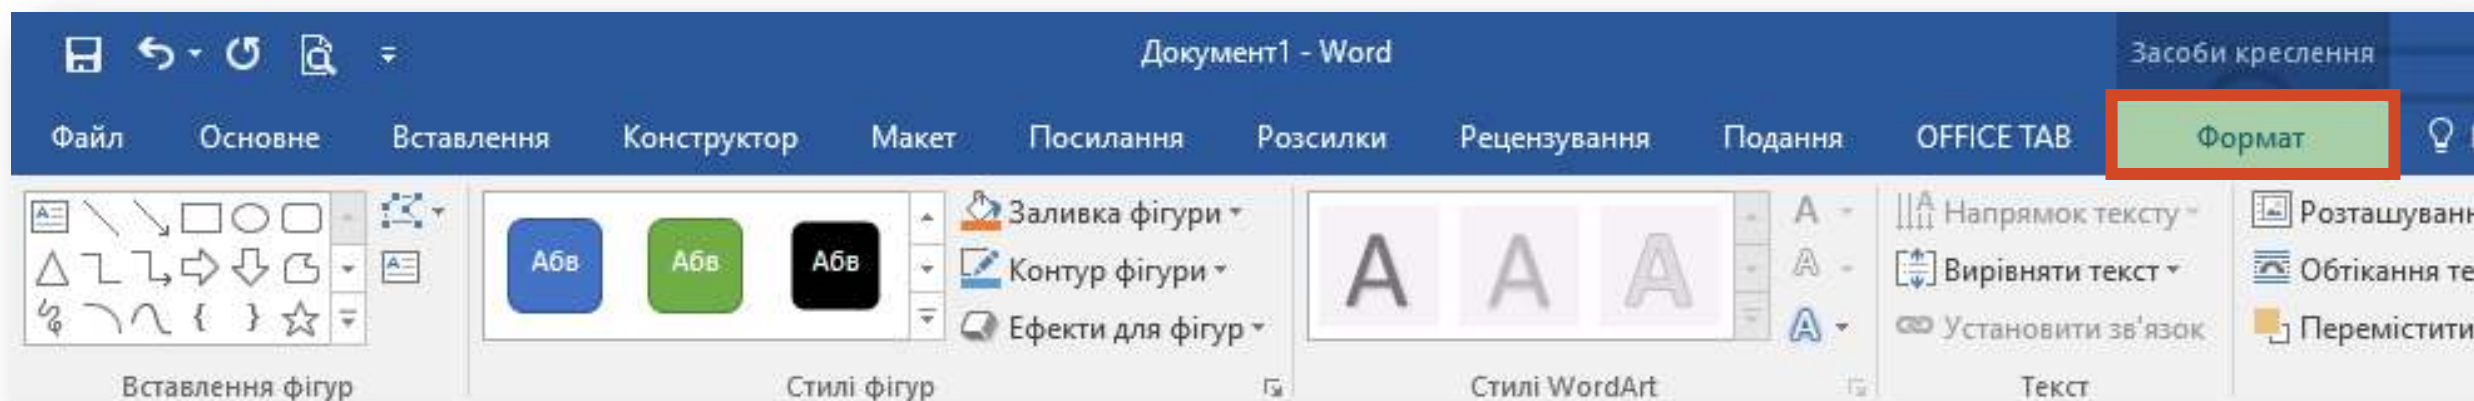 Документ1 - Word
Засоби креслення
Файл Основне Вставлення Конструктор Макет Посилання Розсилки Рецензування Подання OFFICE TAB Формат
Абв Абв Абв
Заливка фігури
Контур фігури
Ефекти для фігур
A A A
Напрямок тексту
Вирівняти текст
Установити зв'язок
Обтікання
Перемістити
Вставлення фігур
Стилі фігур
Стилі WordArt
Текст